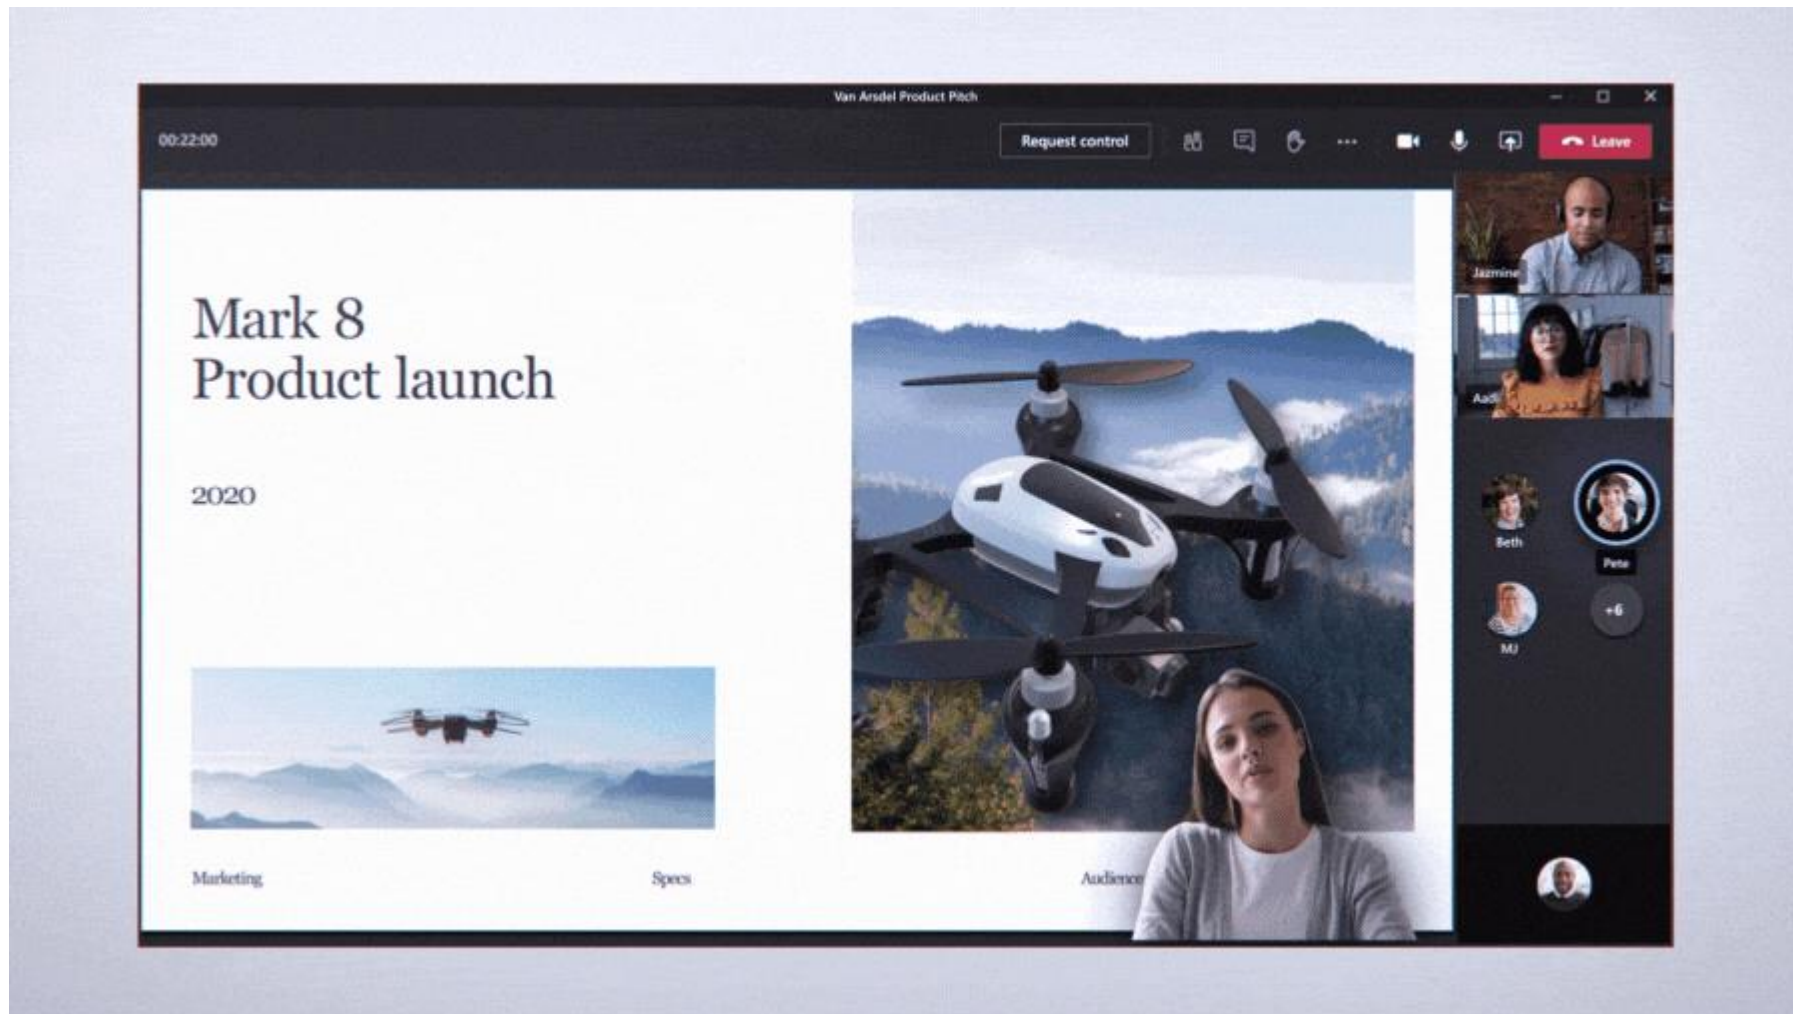 Van Arsdel Product Pitch
00:22:00
Request control
Leave
Mark 8
Product launch
2020
Marketing
Specs
Audience
Jazmine
Aadi
Beth
Pete
MJ
+6